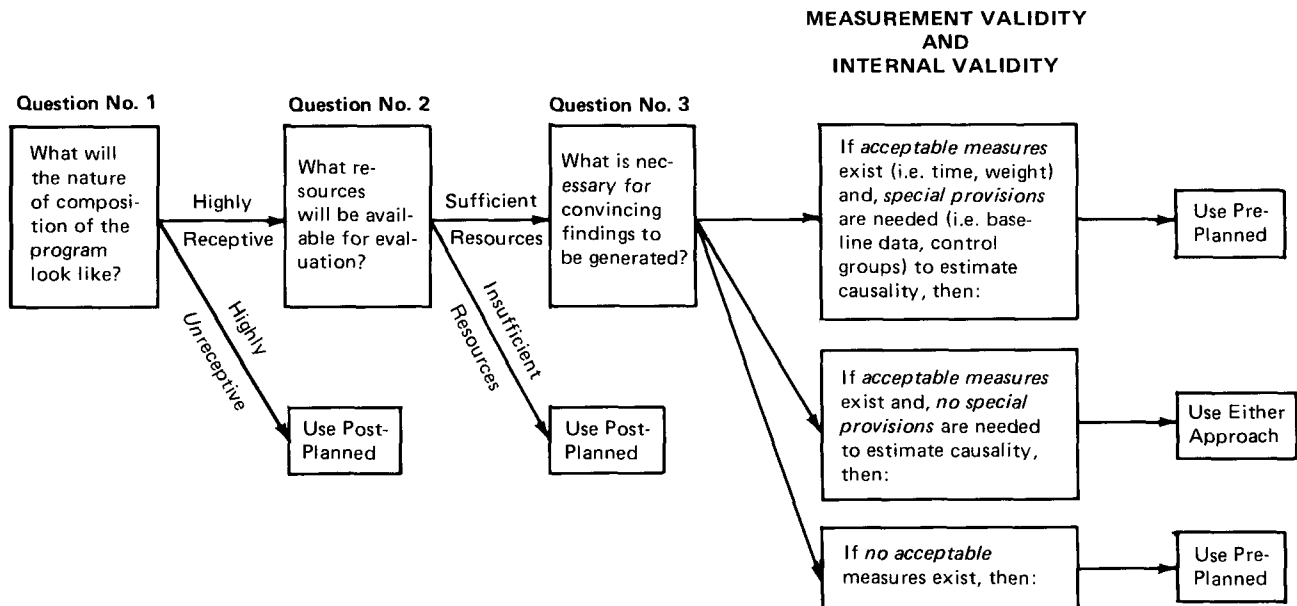 MEASUREMENT VALIDITY
AND
INTERNAL VALIDITY
Question No. 1
What will
the nature
of composi-
tion of the
program
look like?
Highly
Receptive
Highly
Unreceptive
Question No. 2
What re-
sources
will be avail-
able for eval-
uation?
Use Post-
Planned
Sufficient
Resources
Insufficient
Resources
Question No. 3
What is nec-
essary for
convincing
findings to
be generated?
Use Post-
Planned
If acceptable measures
exist (i.e. time, weight)
and, special provisions
are needed (i.e. base-
line data, control
groups) to estimate
causality, then:
Use Pre-
Planned
If acceptable measures
exist and, no special
provisions are needed
to estimate causality,
then:
Use Either
Approach
If no acceptable
measures exist, then:
Use Pre-
Planned